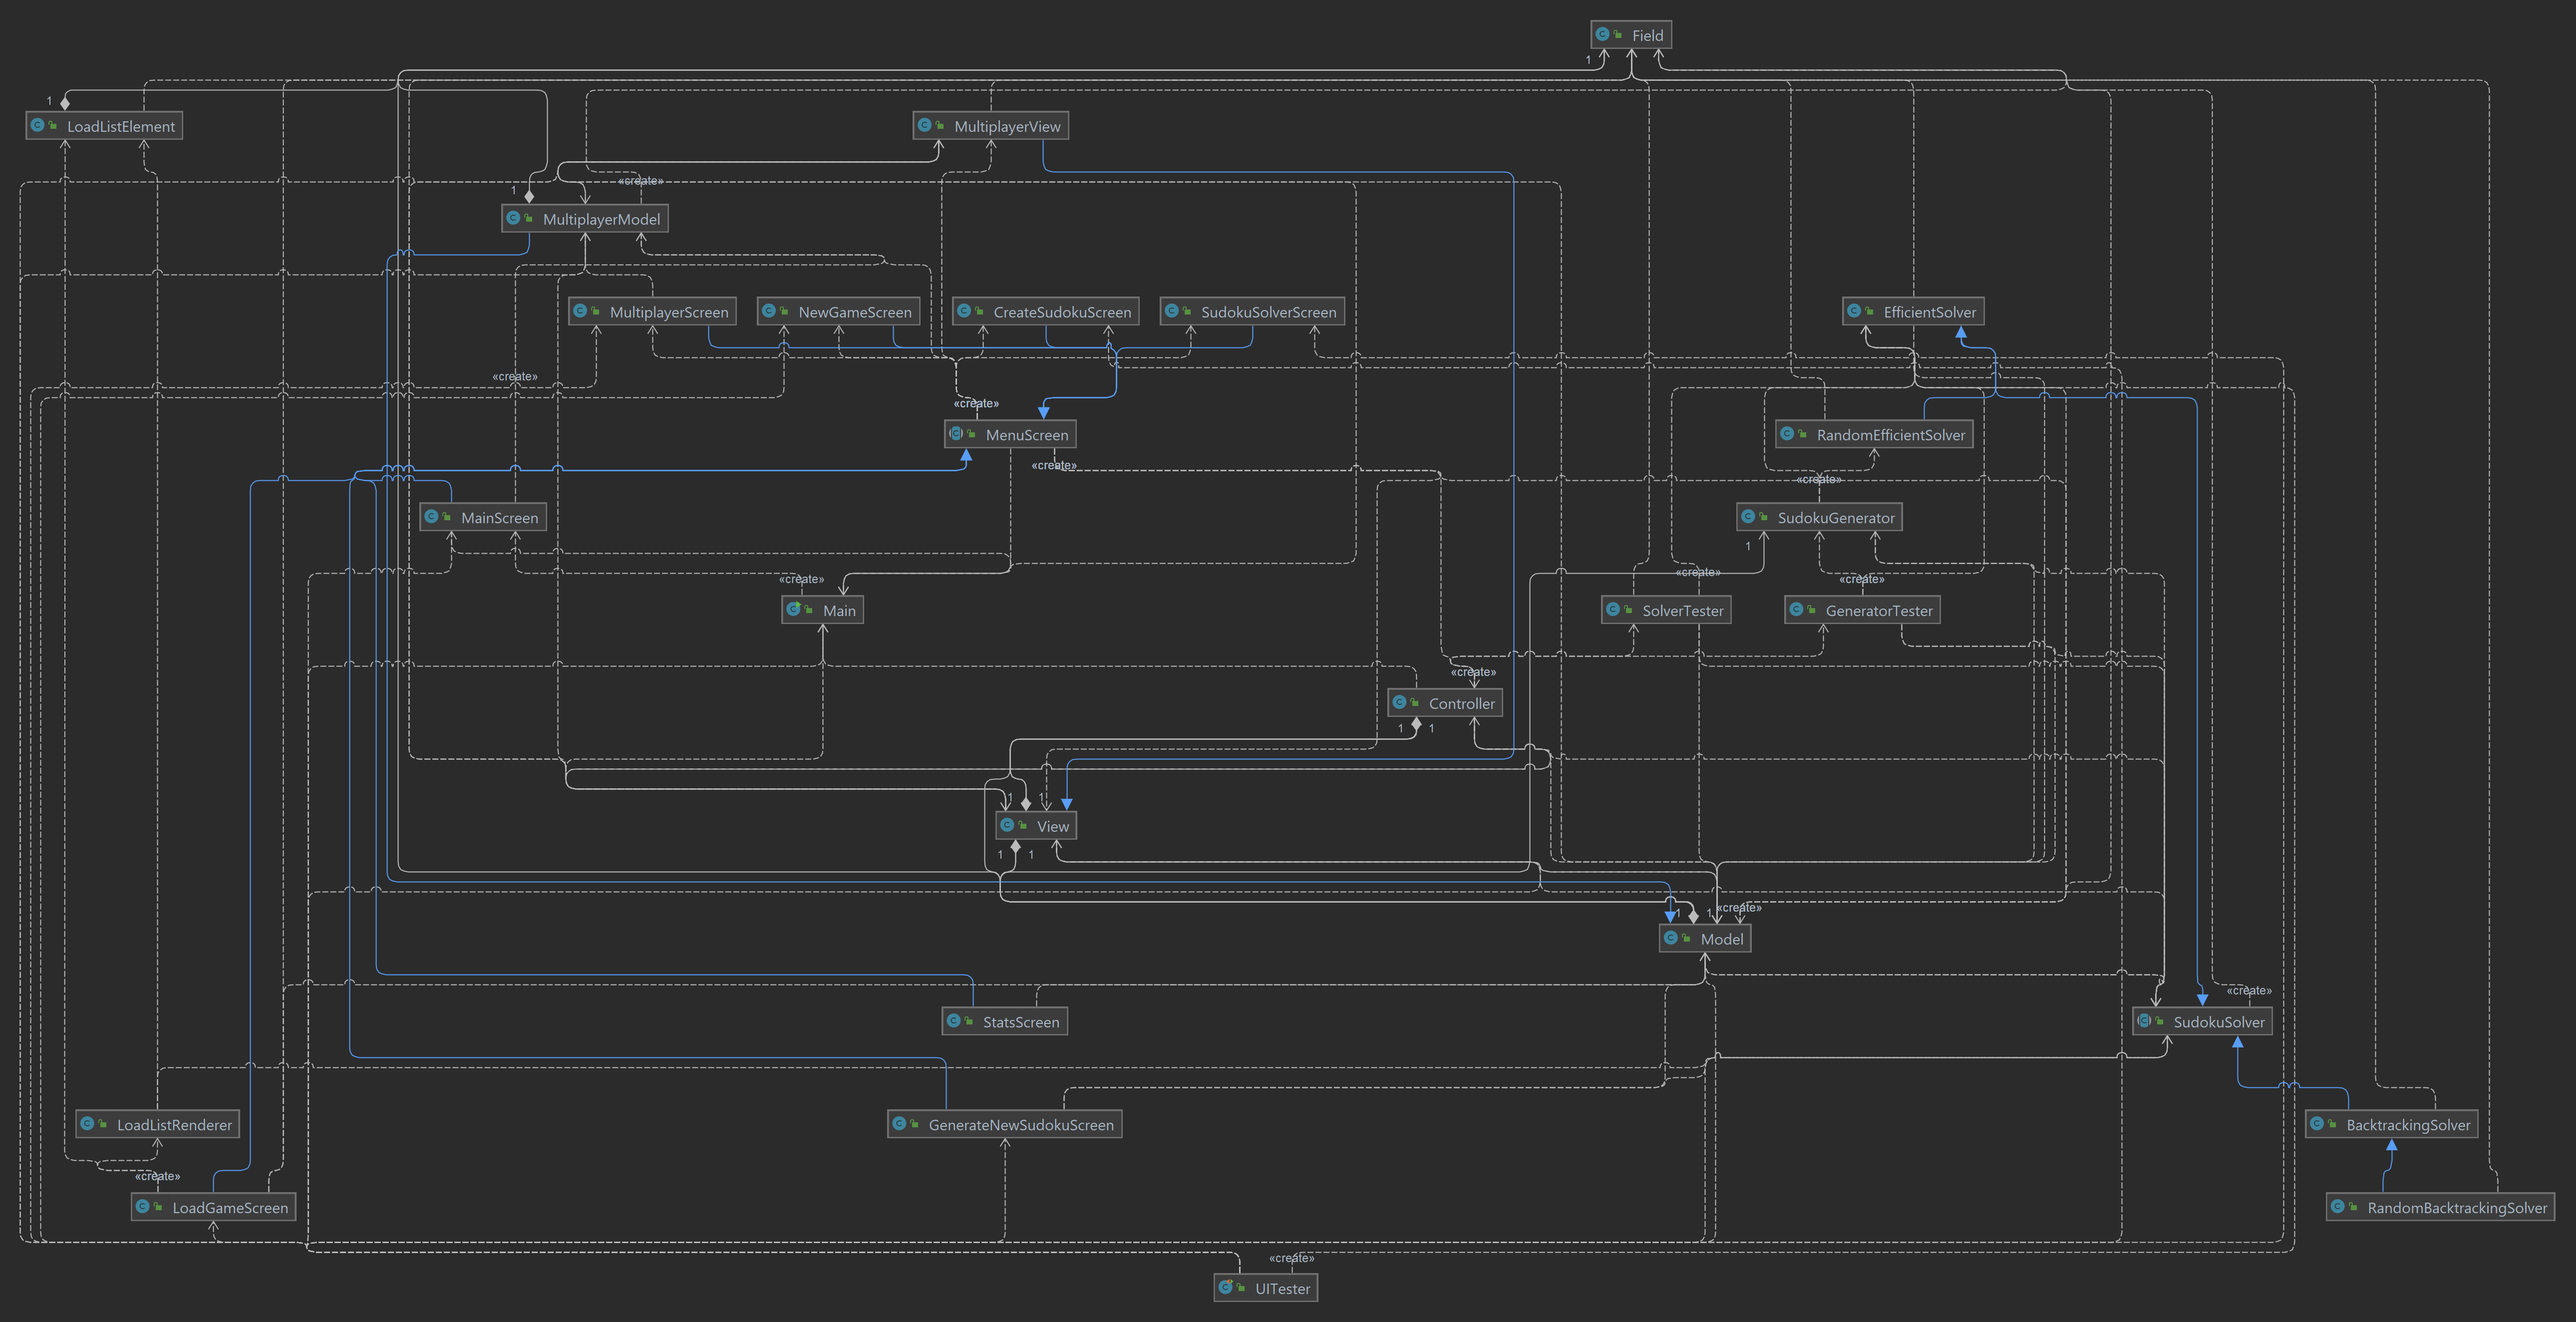 Field
1
1
LoadListElement
MultiplayerView
«create»
1
MultiplayerModel
MultiplayerScreen
NewGameScreen
CreateSudokuScreen
SudokuSolverScreen
EfficientSolver
«create»
«create»
MenuScreen
RandomEfficientSolver
«create»
«create»
MainScreen
SudokuGenerator
1
«create»
«create»
«create»
Main
SolverTester
GeneratorTester
«create»
Controller
1
1
1
1
View
1
1
1
1
«create»
Model
«create»
StatsScreen
SudokuSolver
LoadListRenderer
GenerateNewSudokuScreen
BacktrackingSolver
«create»
LoadGameScreen
RandomBacktrackingSolver
«create»
UITester